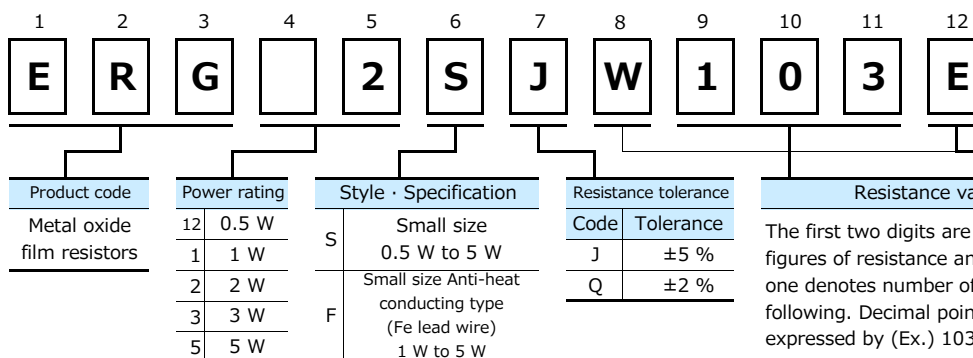 1 2 3 4 5 6 7 8 9 10 11 12
E R G 2 S J W 1 0 3 E
Product code
Metal oxide
film resistors
Power rating
12 0.5 W
1 1 W
2 2 W
3 3 W
5 5 W
Style · Specification
S Small size
0.5 W to 5 W
F Small size Anti-heat
conducting type
(Fe lead wire)
1 W to 5 W
Resistance tolerance
Code Tolerance
J ±5 %
Q ±2 %
Resistance va
The first two digits are
figures of resistance an
one denotes number of
following. Decimal poin
expressed by (Ex.) 103